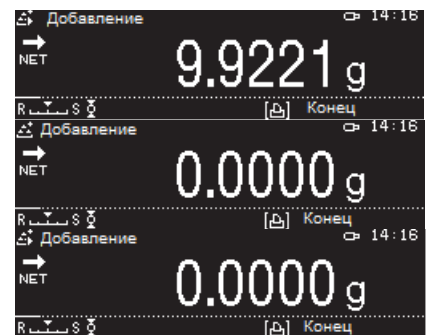 Добавление 14:16
NET 9.9221 g
R S [] Конец
Добавление 14:16
NET 0.0000 g
R S [] Конец
Добавление 14:16
NET 0.0000 g
R S [] Конец